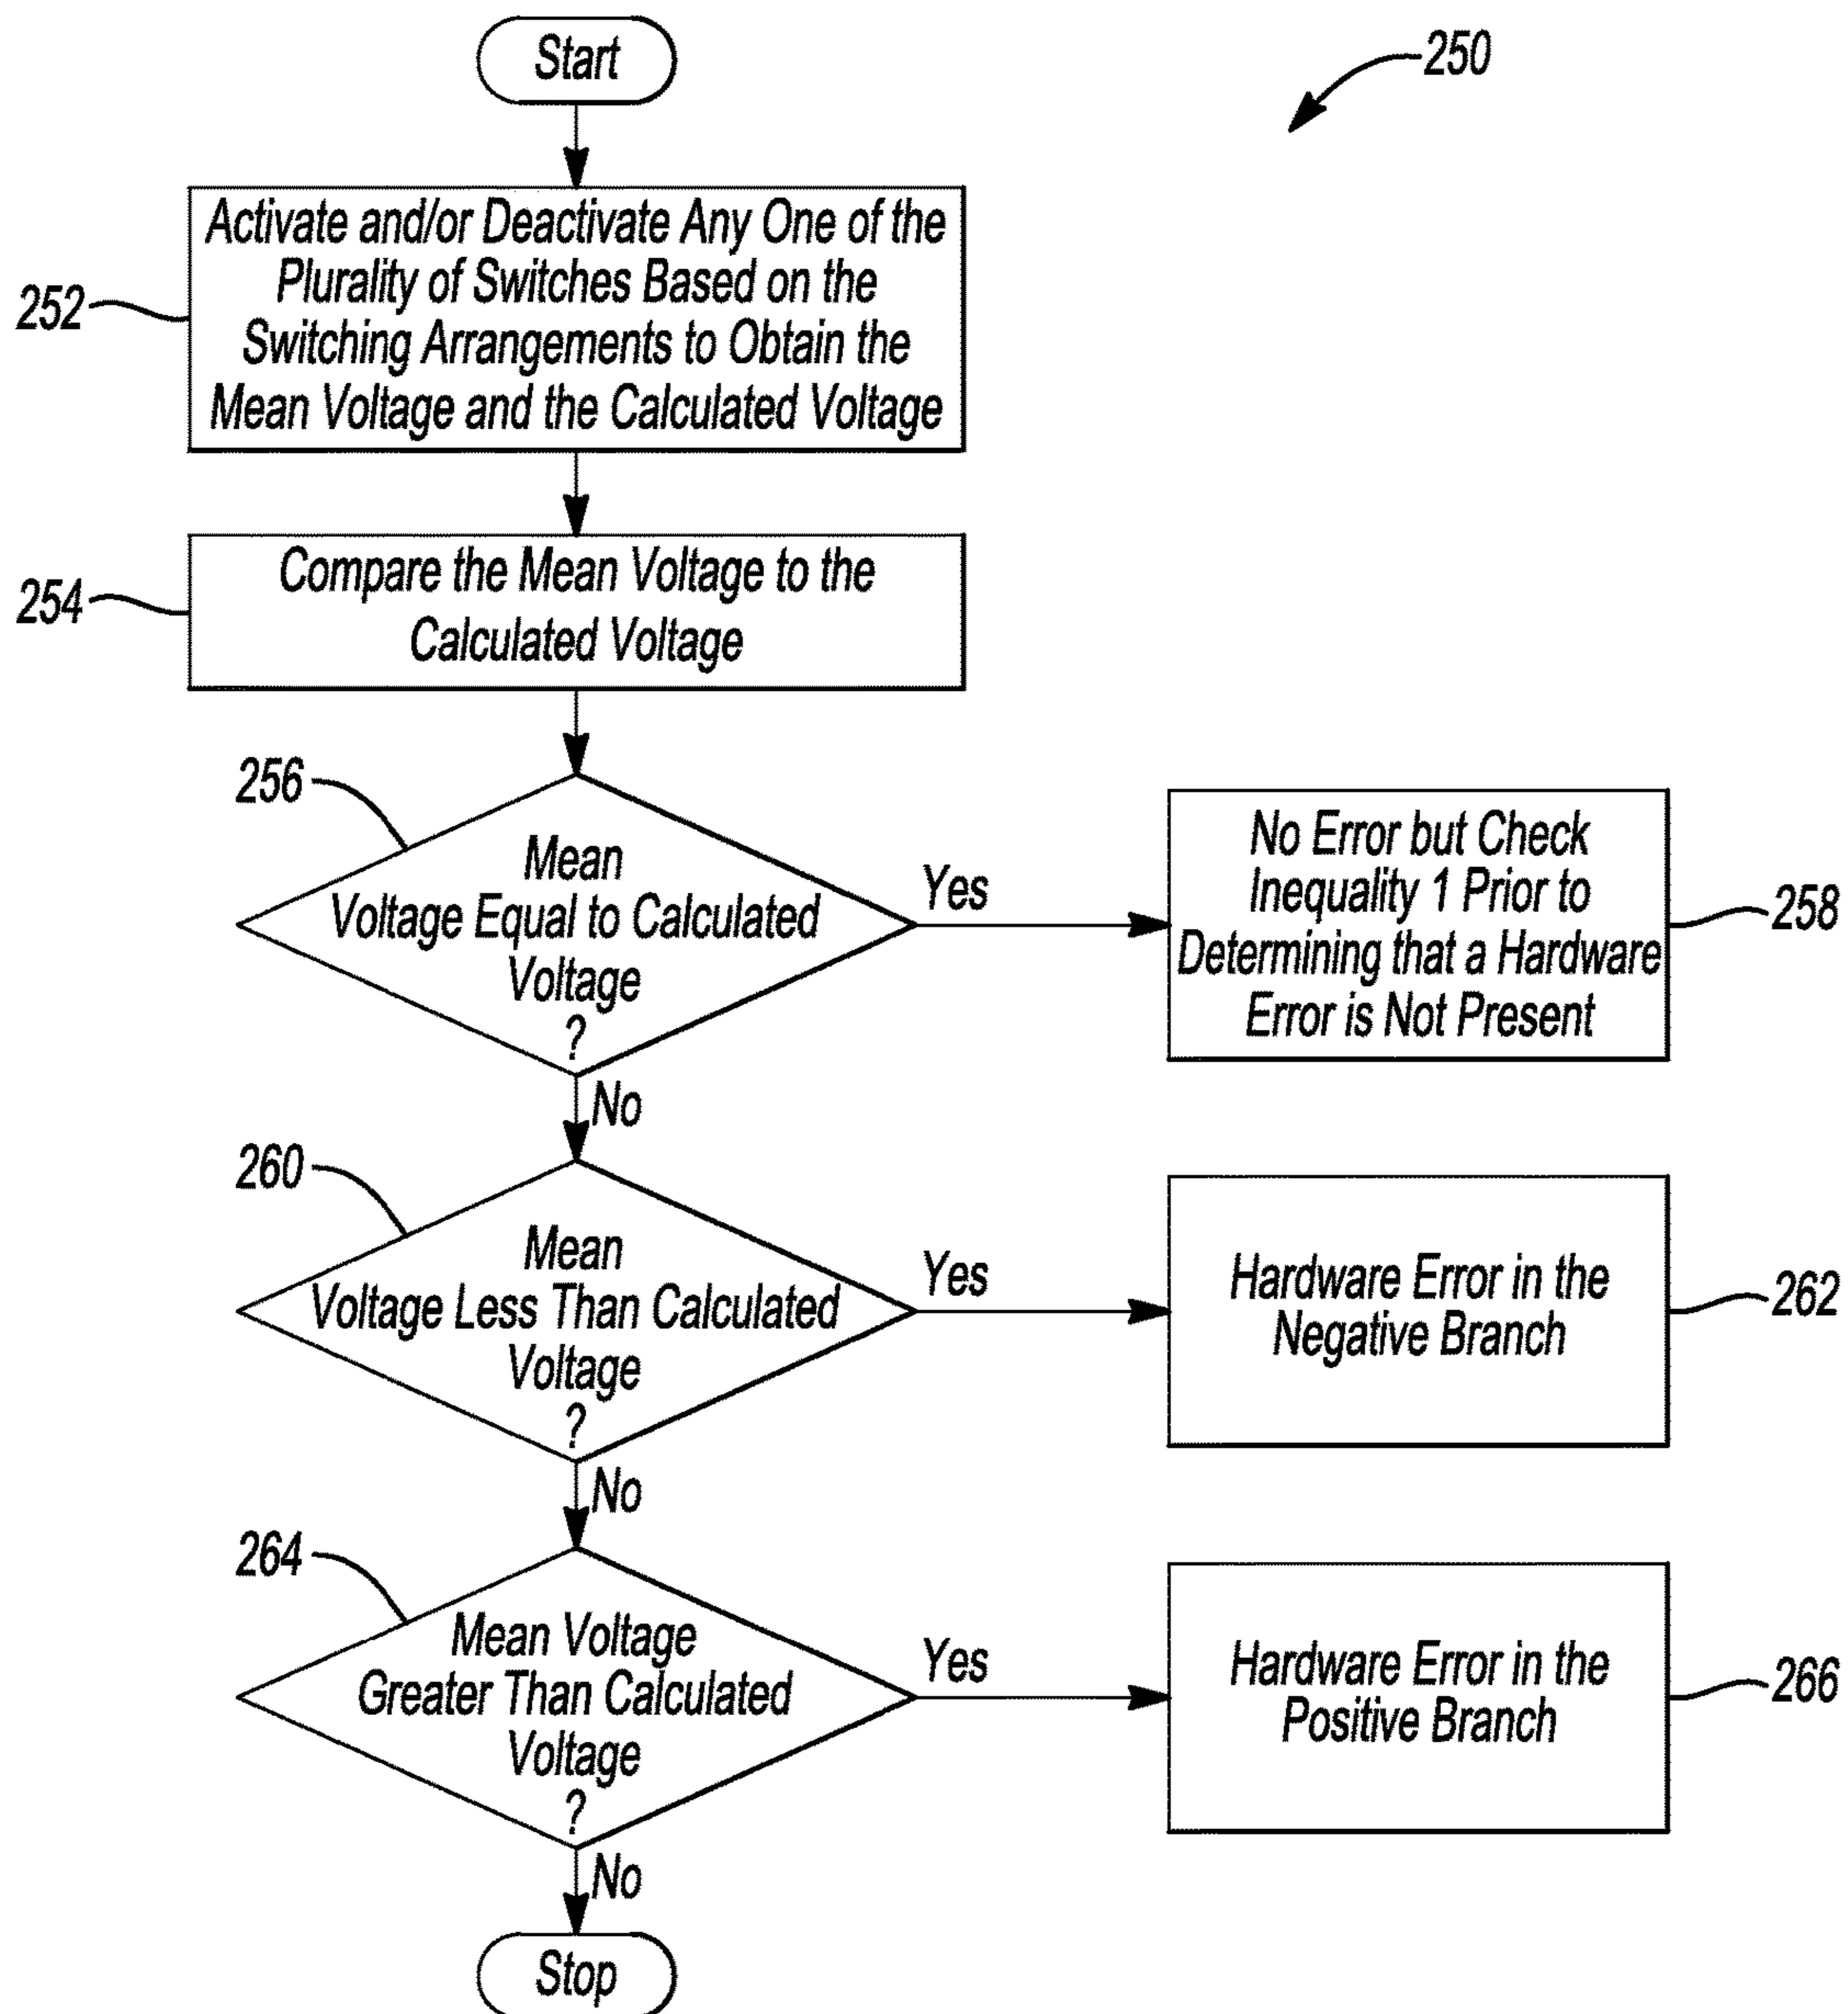 Start
250
Activate and/or Deactivate Any One of the
Plurality of Switches Based on the
Switching Arrangements to Obtain the
Mean Voltage and the Calculated Voltage
252
Compare the Mean Voltage to the
Calculated Voltage
254
256
Mean
Voltage Equal to Calculated
Voltage
?
Yes
No Error but Check
Inequality 1 Prior to
Determining that a Hardware
Error is Not Present
258
No
260
Mean
Voltage Less Than Calculated
Voltage
?
Yes
Hardware Error in the
Negative Branch
262
No
264
Mean Voltage
Greater Than Calculated
Voltage
?
Yes
Hardware Error in the
Positive Branch
266
No
Stop